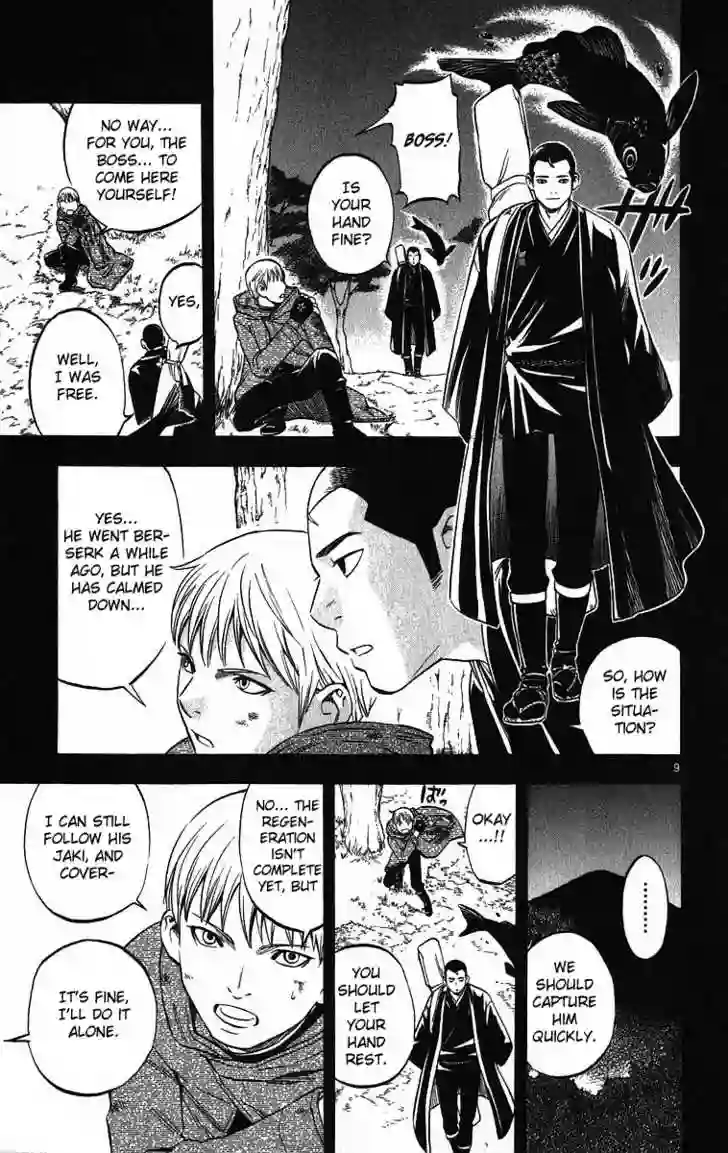 BOSS!
IS
YOUR
HAND
FINE?
NO WAY...
FOR YOU, THE
BOSS... TO
COME HERE
YOURSELF!
YES,
WELL,
I WAS
FREE.
SO, HOW
IS THE
SITUA-
TION?
YES...
HE WENT BER-
SERK A WHILE
AGO, BUT HE
HAS CALMED
DOWN...
9
.........
WE
SHOULD
CAPTURE
HIM
QUICKLY.
OKAY
...!!
ばっ
YOU
SHOULD
LET
YOUR
HAND
REST.
NO... THE
REGEN-
ERATION
ISN'T
COMPLETE
YET, BUT
I CAN STILL
FOLLOW HIS
JAKI, AND
COVER-
IT'S FINE,
I'LL DO IT
ALONE.